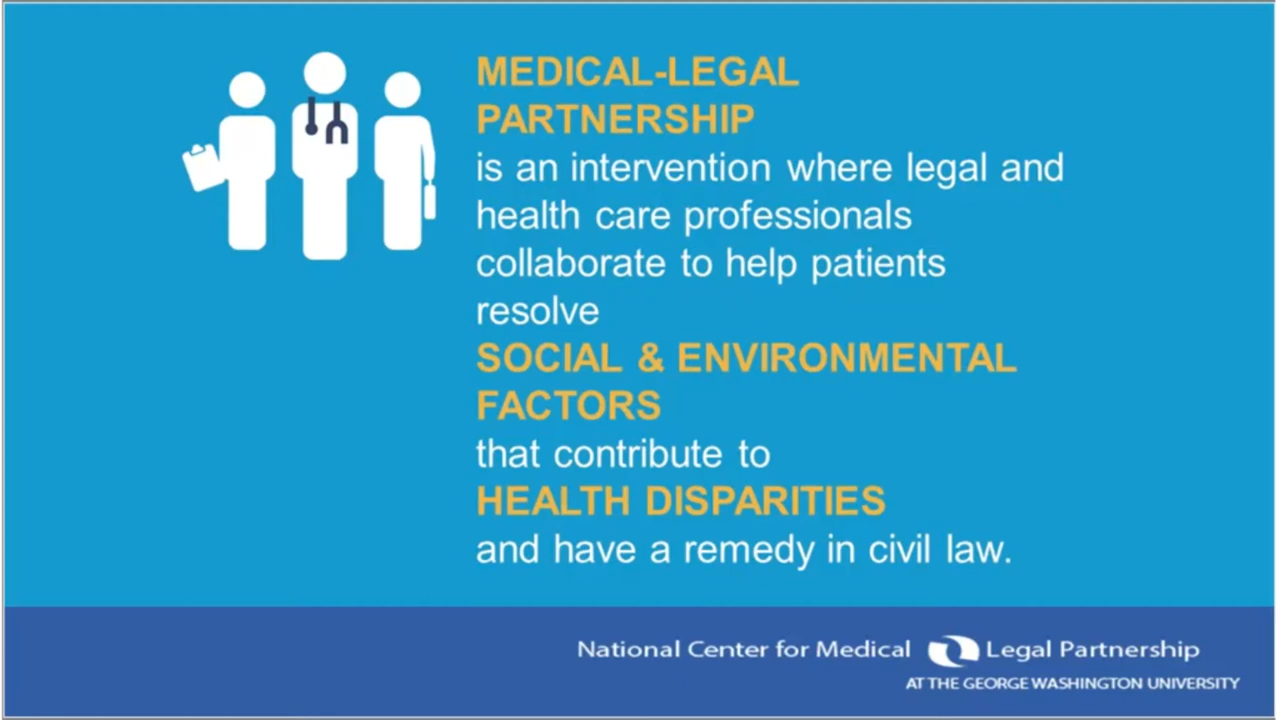 MEDICAL-LEGAL
PARTNERSHIP
is an intervention where legal and
health care professionals
collaborate to help patients
resolve
SOCIAL & ENVIRONMENTAL
FACTORS
that contribute to
HEALTH DISPARITIES
and have a remedy in civil law.
National Center for Medical Legal Partnership
AT THE GEORGE WASHINGTON UNIVERSITY